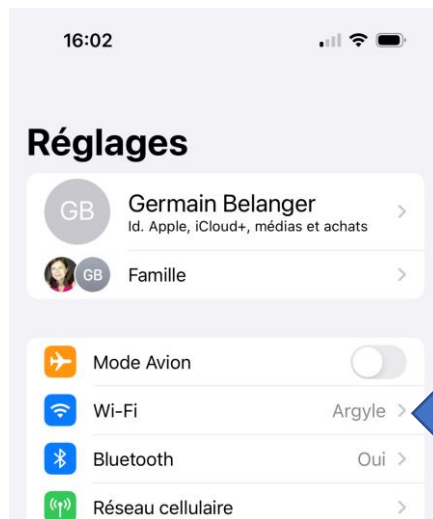 16:02
Réglages
GB
Germain Belanger
Id. Apple, iCloud+, médias et achats
GB
Famille
Mode Avion
Wi-Fi
Argyle
Bluetooth
Oui
Réseau cellulaire